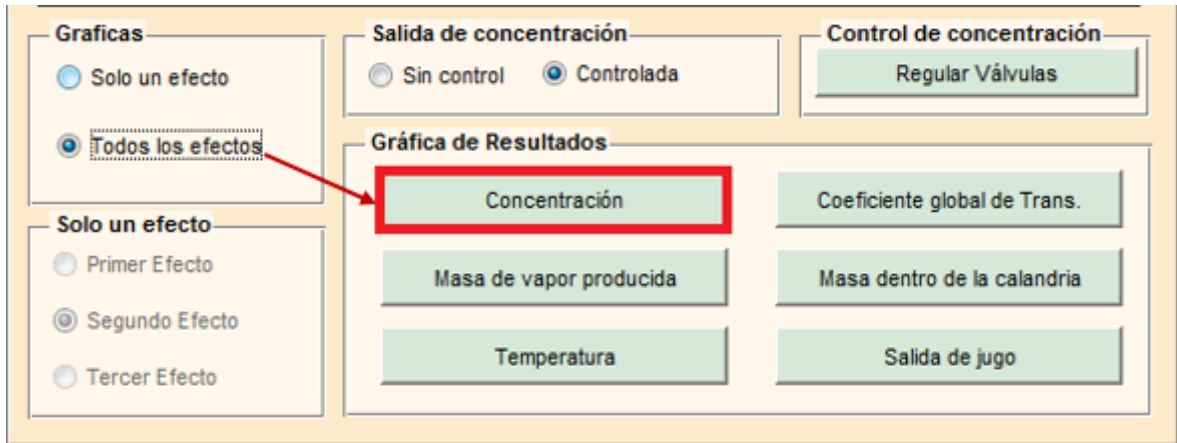 Graficas
Solo un efecto
Todos los efectos
Salida de concentración
Sin control
Controlada
Control de concentración
Regular Válvulas
Solo un efecto
Primer Efecto
Segundo Efecto
Tercer Efecto
Gráfica de Resultados
Concentración
Coeficiente global de Trans.
Masa de vapor producida
Masa dentro de la calandria
Temperatura
Salida de jugo